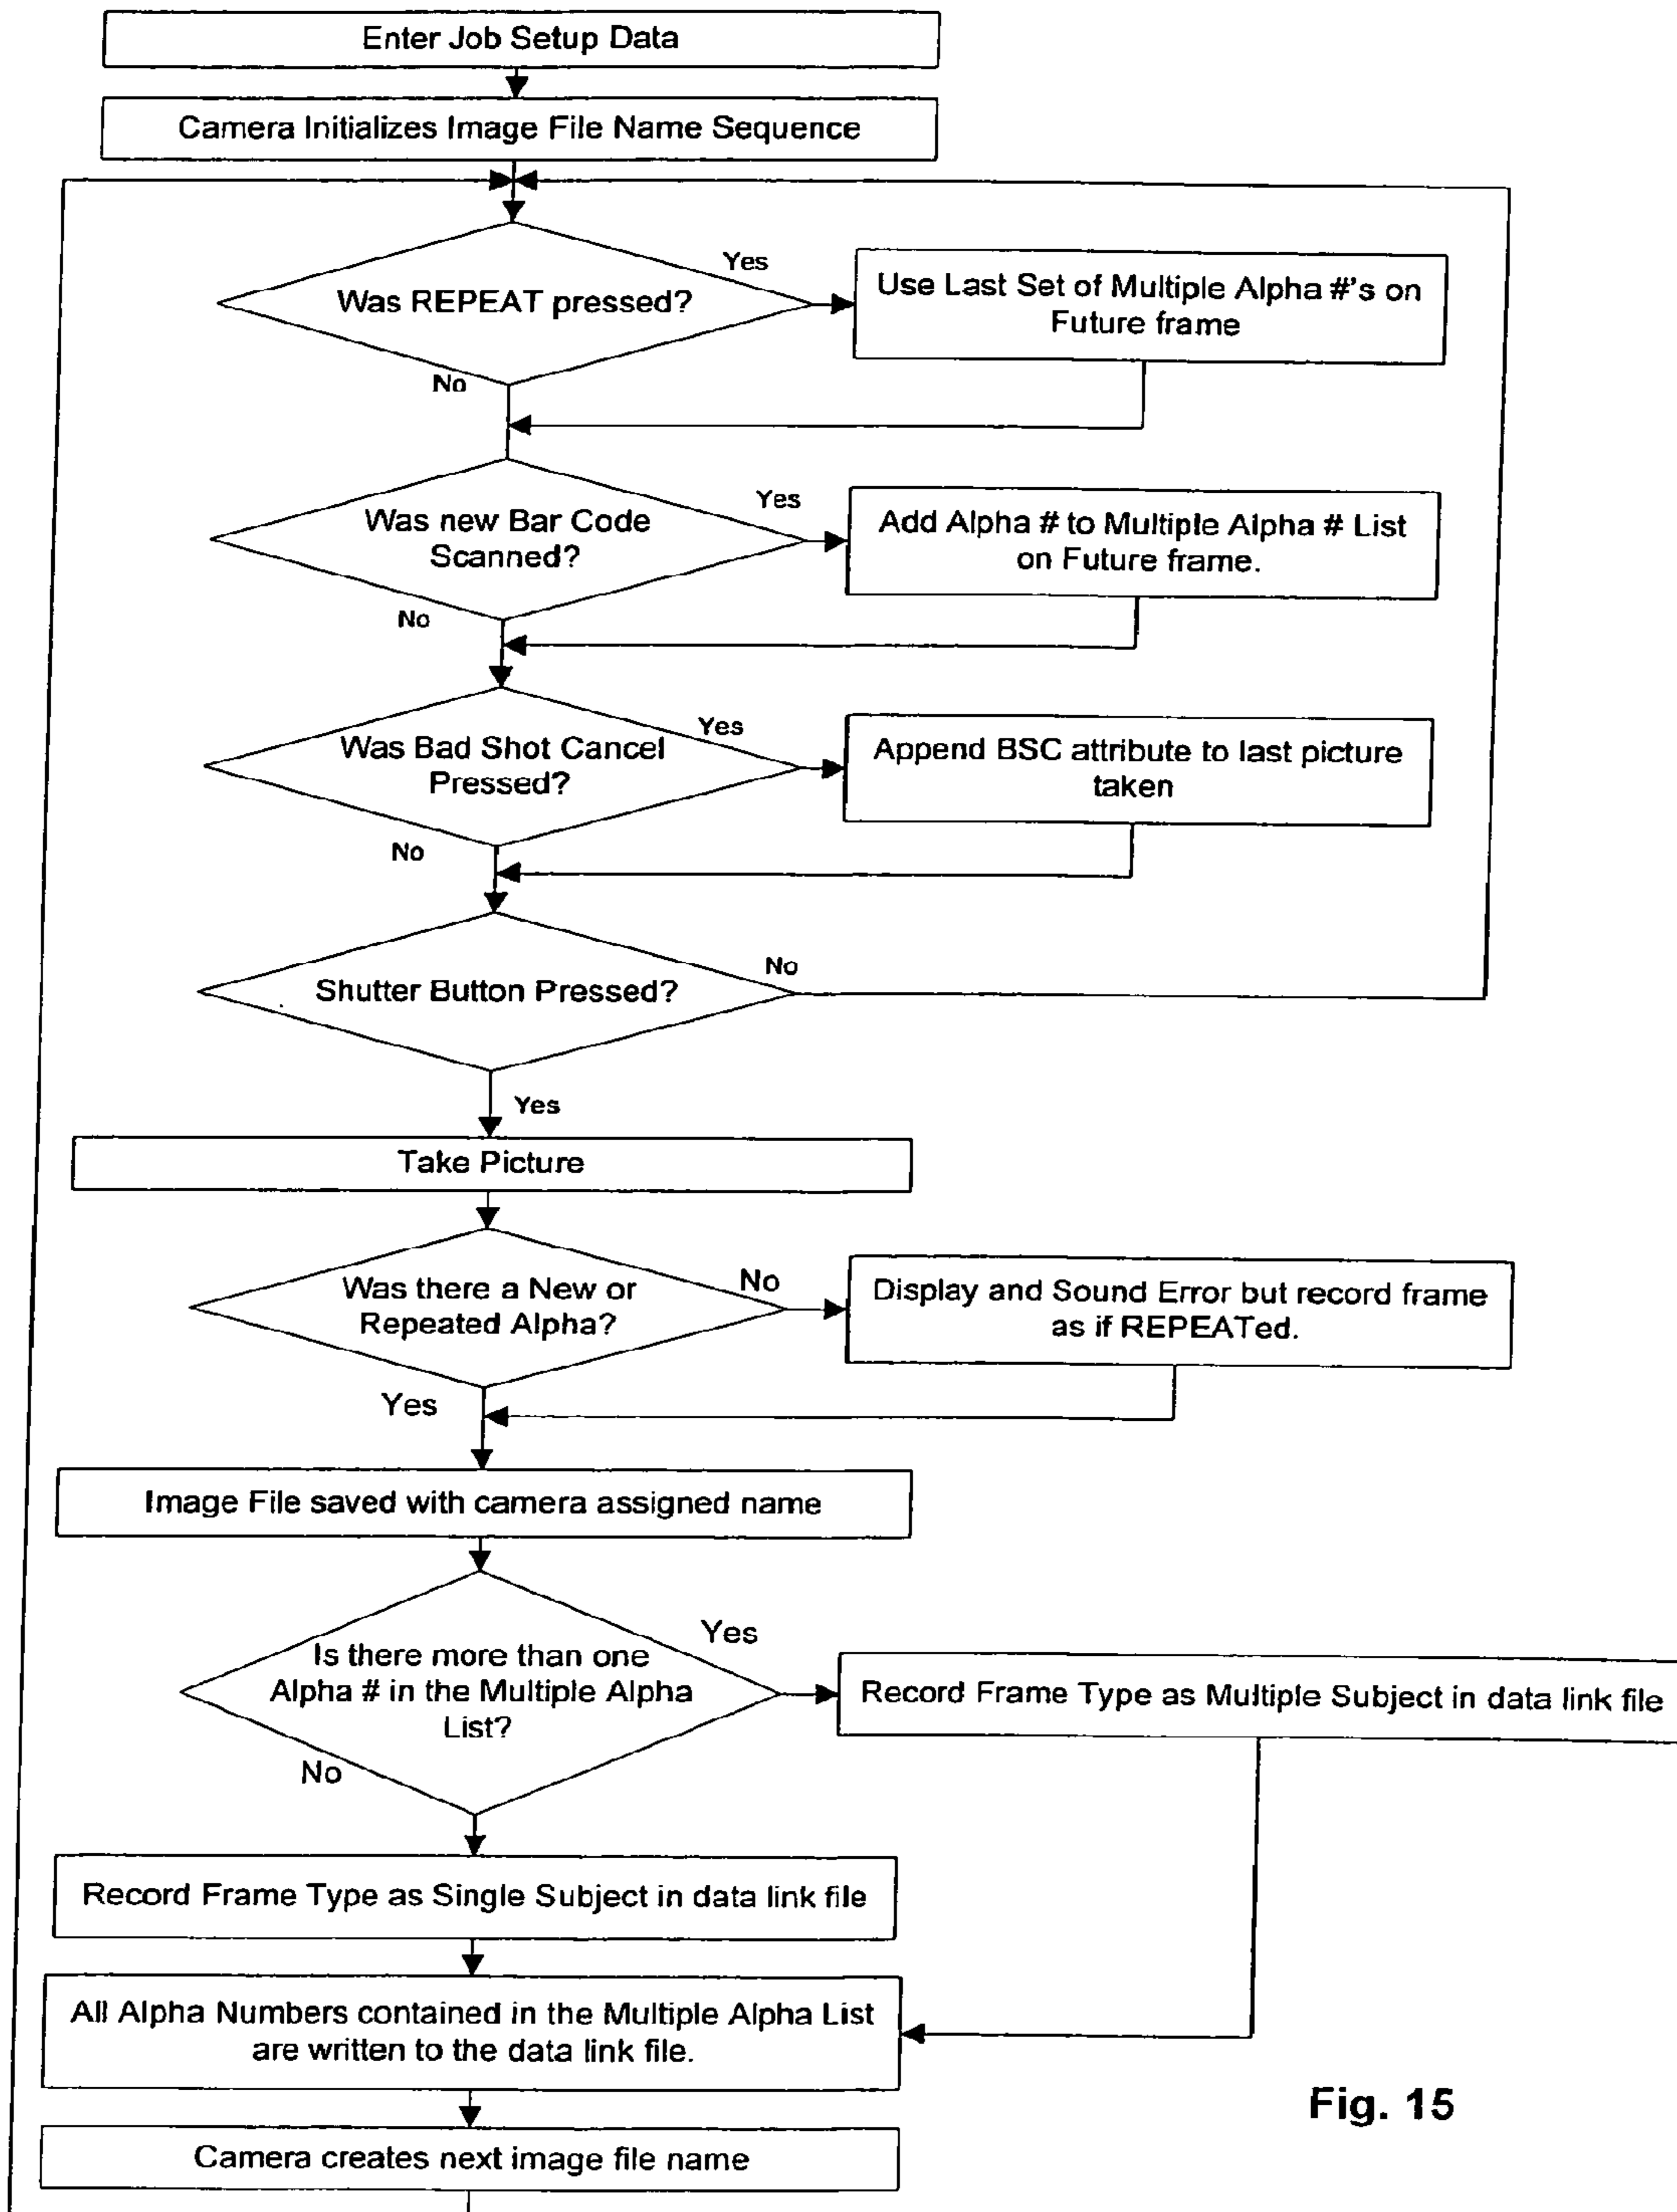 Enter Job Setup Data
Camera Initializes Image File Name Sequence
Was REPEAT pressed?
Yes
Use Last Set of Multiple Alpha #'s on
Future frame
No
Was new Bar Code
Scanned?
Yes
Add Alpha # to Multiple Alpha # List
on Future frame.
No
Was Bad Shot Cancel
Pressed?
Yes
Append BSC attribute to last picture
taken
No
Shutter Button Pressed?
No
Yes
Take Picture
Was there a New or
Repeated Alpha?
No
Display and Sound Error but record frame
as if REPEATed.
Yes
Image File saved with camera assigned name
Is there more than one
Alpha # in the Multiple Alpha
List?
Yes
Record Frame Type as Multiple Subject in data link file
No
Record Frame Type as Single Subject in data link file
All Alpha Numbers contained in the Multiple Alpha List
are written to the data link file.
Camera creates next image file name
Fig. 15